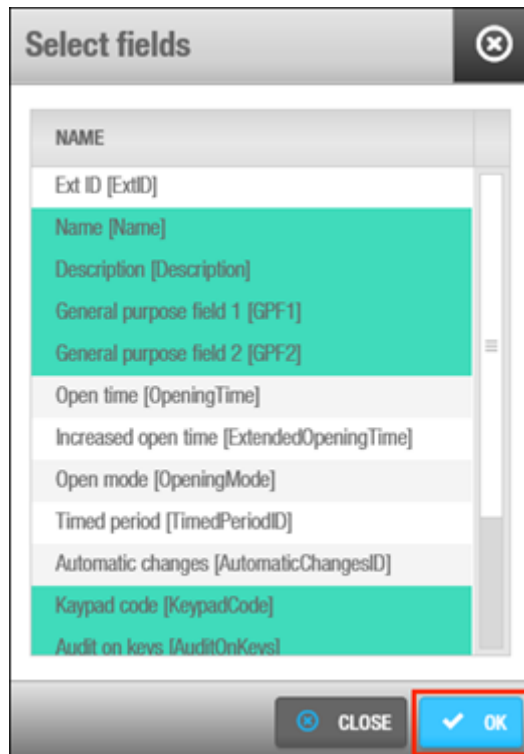 Select fields
NAME
Ext ID [ExtID]
Name [Name]
Description [Description]
General purpose field 1 [GPF1]
General purpose field 2 [GPF2]
Open time [OpeningTime]
Increased open time [ExtendedOpeningTime]
Open mode [OpeningMode]
Timed period [TimedPeriodID]
Automatic changes [AutomaticChangesID]
Kaypad code [KeypadCode]
Audit on keys [AuditOnKeys]
CLOSE
OK